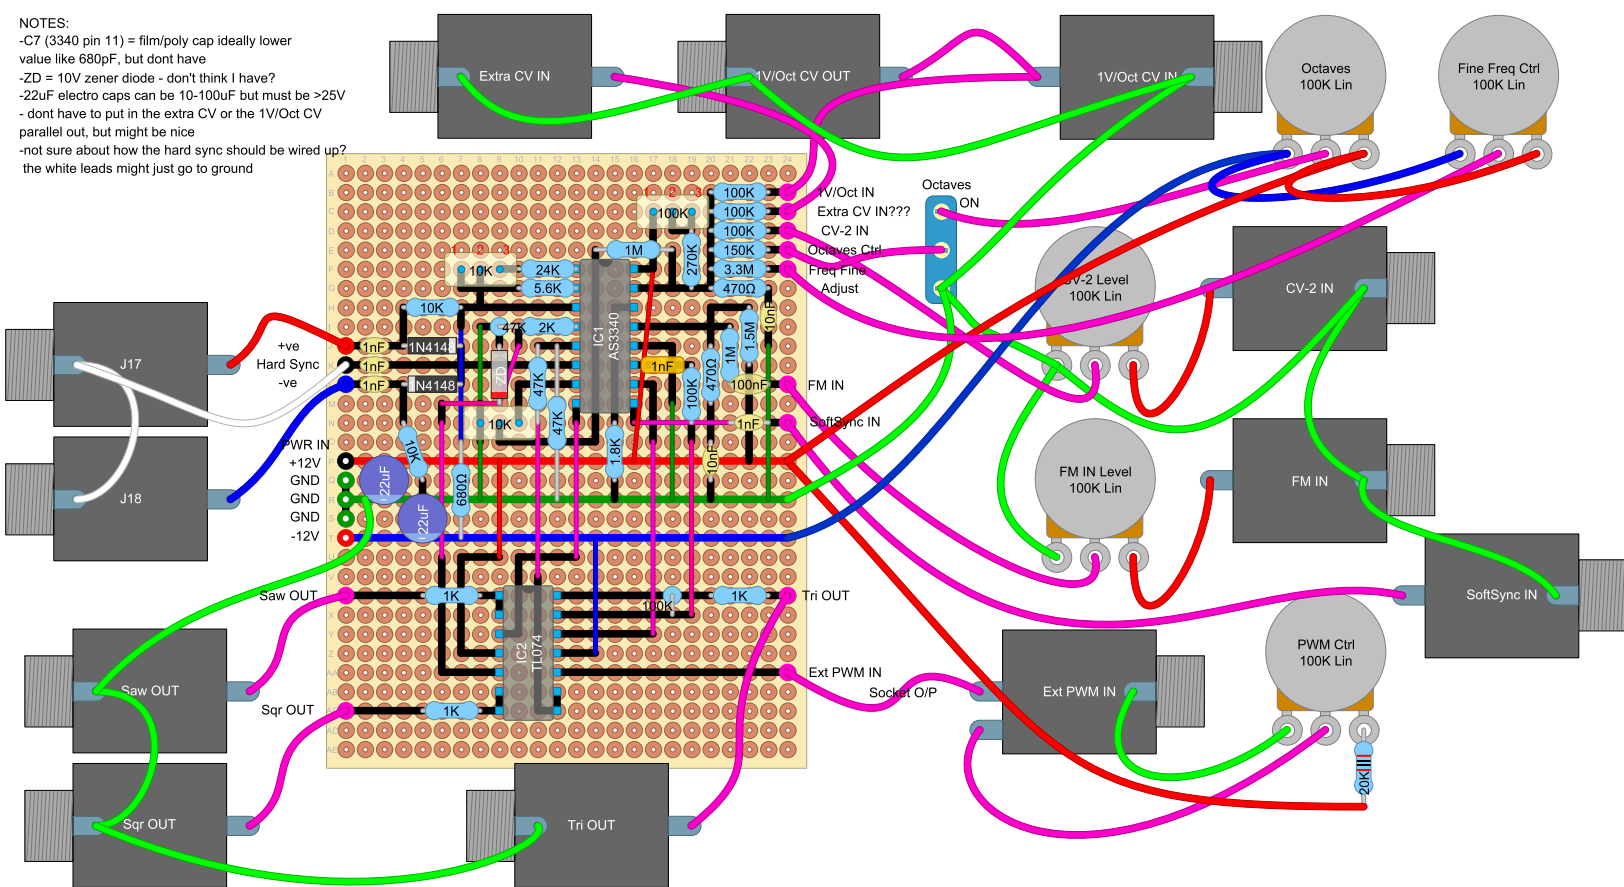 NOTES:
-C7 (3340 pin 11) = film/poly cap ideally lower
value like 680pF, but dont have
-ZD = 10V zener diode - don't think I have?
-22uF electro caps can be 10-100uF but must be >25V
- dont have to put in the extra CV or the 1V/Oct CV
parallel out, but might be nice
-not sure about how the hard sync should be wired up?
the white leads might just go to ground
Extra CV IN
1V/Oct CV OUT
1V/Oct CV IN
Octaves
100K Lin
Fine Freq Ctrl
100K Lin
1 2 3
100K
100K
100K
100K
150K
3.3M
470Ω
1V/Oct IN
Extra CV IN???
CV-2 IN
Octaves Ctrl
Freq Fine
Adjust
Octaves
ON
CV-2 Level
100K Lin
CV-2 IN
1 2 3
10K
24K
5.6K
1M
270K
10nF
10K
47K
2K
IC1
AS3340
1.5M
1M
J17
+ve
Hard Sync
-ve
1nF
1nF
1nF
1N4148
1N4148
ZD
47K
47K
1nF
100K
470Ω
100nF
FM IN
10K
1nF
SoftSync IN
J18
PWR IN
+12V
GND
GND
GND
-12V
22uF
22uF
10K
680Ω
1.8K
10nF
FM IN Level
100K Lin
FM IN
SoftSync IN
Saw OUT
1K
100K
1K
Tri OUT
IC2
TL074
Ext PWM IN
Socket O/P
Ext PWM IN
PWM Ctrl
100K Lin
20K
Saw OUT
Sqr OUT
1K
Sqr OUT
Tri OUT